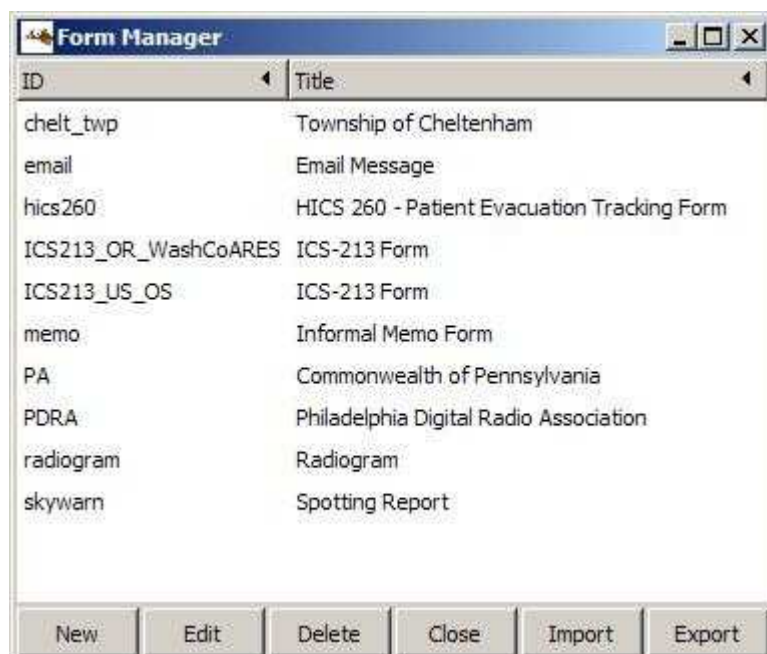 Form Manager
ID Title
chelt_twp Township of Cheltenham
email Email Message
hics260 HICS 260 - Patient Evacuation Tracking Form
ICS213_OR_WashCoARES ICS-213 Form
ICS213_US_OS ICS-213 Form
memo Informal Memo Form
PA Commonwealth of Pennsylvania
PDRA Philadelphia Digital Radio Association
radiogram Radiogram
skywarn Spotting Report
New Edit Delete Close Import Export